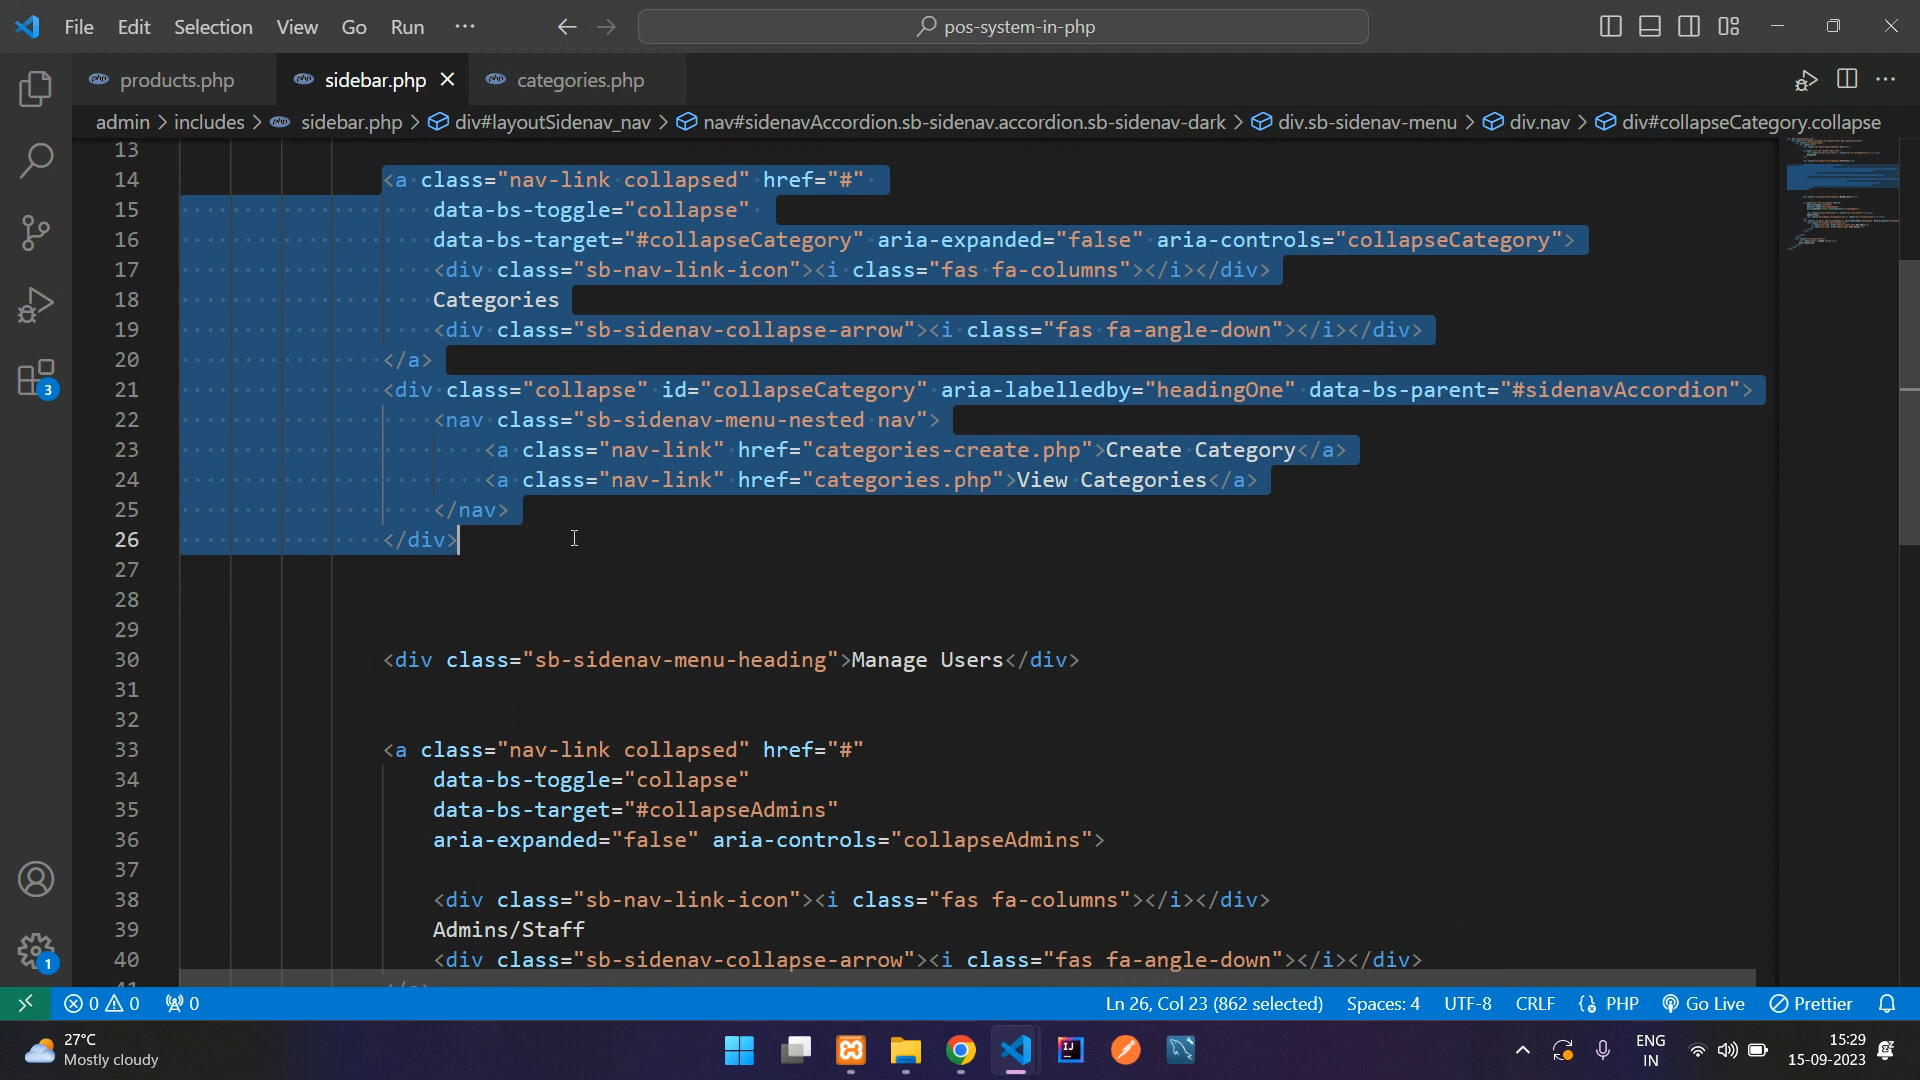 File Edit Selection View Go Run ··· pos-system-in-php
products.php sidebar.php categories.php
admin > includes > sidebar.php > div#layoutSidenav_nav > nav#sidenavAccordion.sb-sidenav.accordion.sb-sidenav-dark > div.sb-sidenav-menu > div.nav > div#collapseCategory.collapse
13
14 <a class="nav-link collapsed" href="#"
15 data-bs-toggle="collapse"
16 data-bs-target="#collapseCategory" aria-expanded="false" aria-controls="collapseCategory">
17 <div class="sb-nav-link-icon"><i class="fas fa-columns"></i></div>
18 Categories
19 <div class="sb-sidenav-collapse-arrow"><i class="fas fa-angle-down"></i></div>
20 </a>
21 <div class="collapse" id="collapseCategory" aria-labelledby="headingOne" data-bs-parent="#sidenavAccordion">
22 <nav class="sb-sidenav-menu-nested nav">
23 <a class="nav-link" href="categories-create.php">Create Category</a>
24 <a class="nav-link" href="categories.php">View Categories</a>
25 </nav>
26 </div>
27
28
29
30 <div class="sb-sidenav-menu-heading">Manage Users</div>
31
32
33 <a class="nav-link collapsed" href="#"
34 data-bs-toggle="collapse"
35 data-bs-target="#collapseAdmins"
36 aria-expanded="false" aria-controls="collapseAdmins">
37
38 <div class="sb-nav-link-icon"><i class="fas fa-columns"></i></div>
39 Admins/Staff
40 <div class="sb-sidenav-collapse-arrow"><i class="fas fa-angle-down"></i></div>
3
1
0 0 0 Ln 26, Col 23 (862 selected) Spaces: 4 UTF-8 CRLF PHP Go Live Prettier
27°C
Mostly cloudy
ENG
IN
15:29
15-09-2023